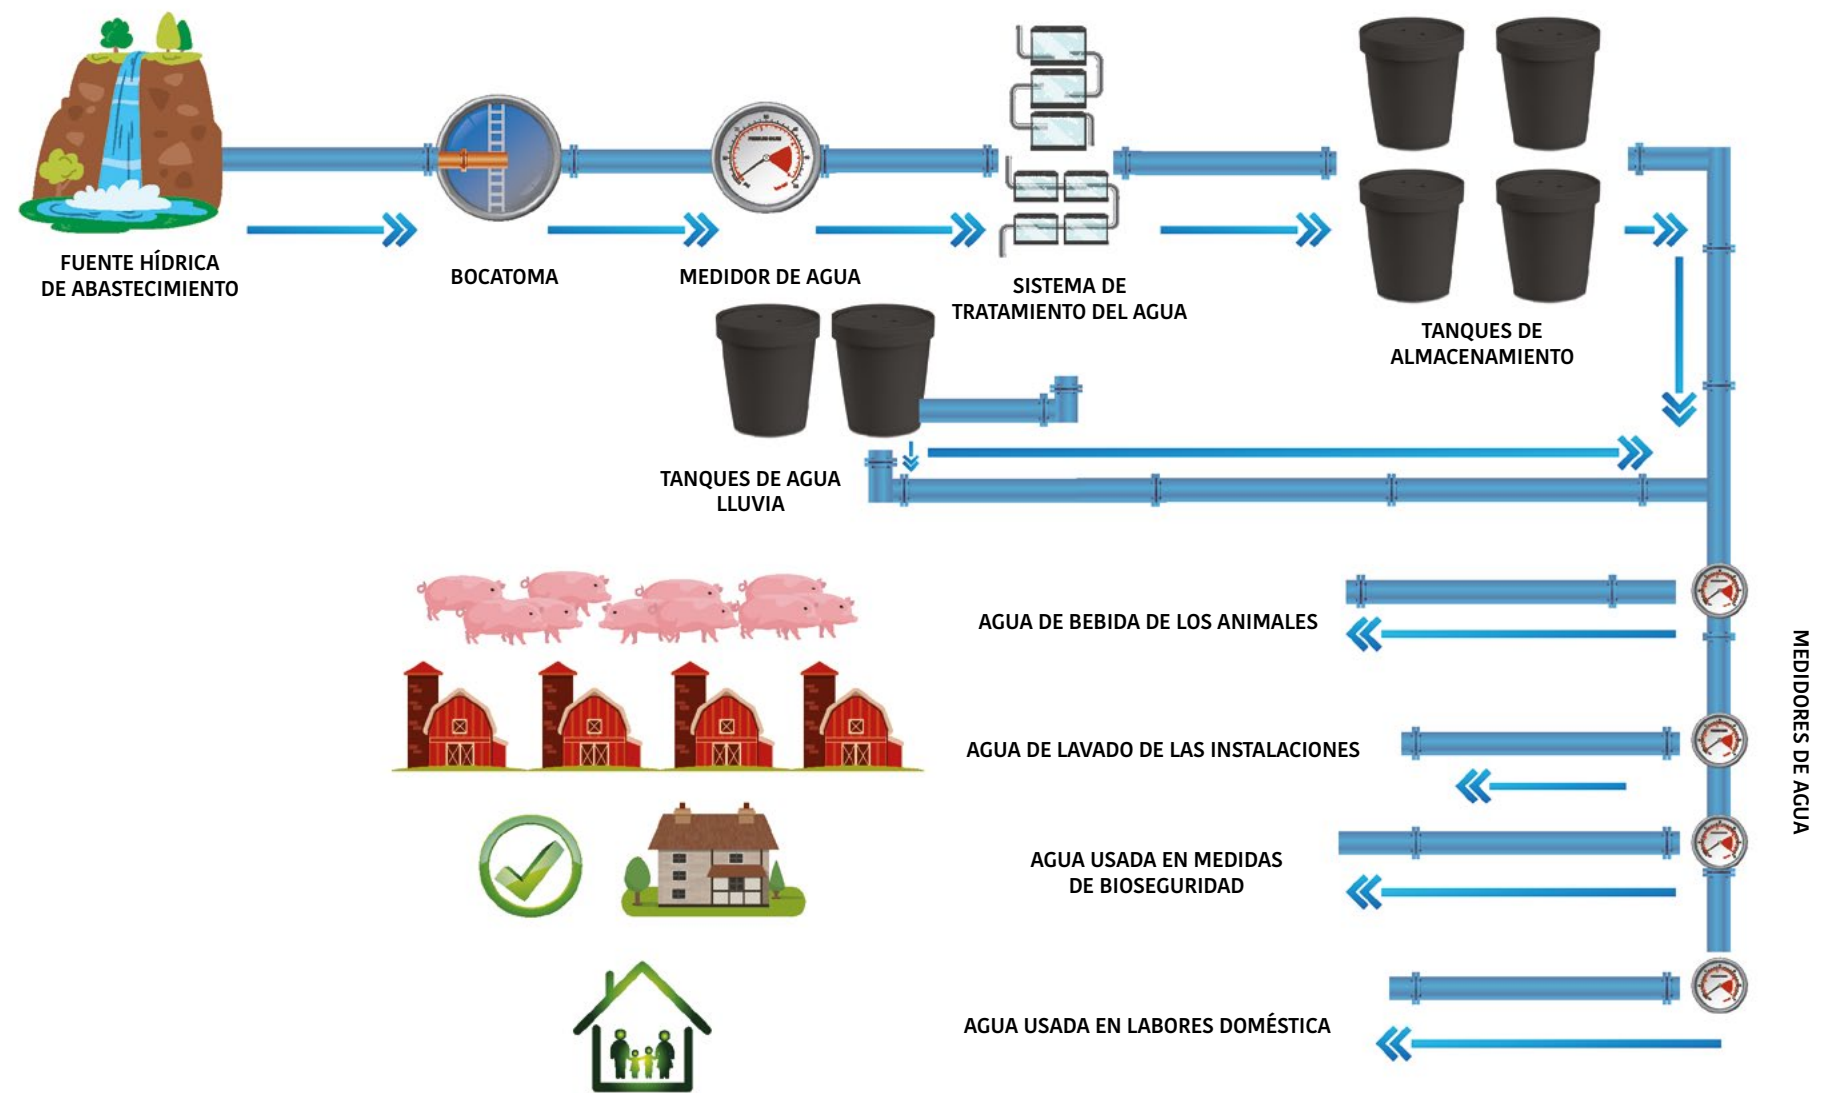 FUENTE HÍDRICA
DE ABASTECIMIENTO
BOCATOMA
MEDIDOR DE AGUA
SISTEMA DE
TRATAMIENTO DEL AGUA
TANQUES DE
ALMACENAMIENTO
TANQUES DE AGUA
LLUVIA
AGUA DE BEBIDA DE LOS ANIMALES
AGUA DE LAVADO DE LAS INSTALACIONES
AGUA USADA EN MEDIDAS
DE BIOSEGURIDAD
AGUA USADA EN LABORES DOMÉSTICA
MEDIDORES DE AGUA